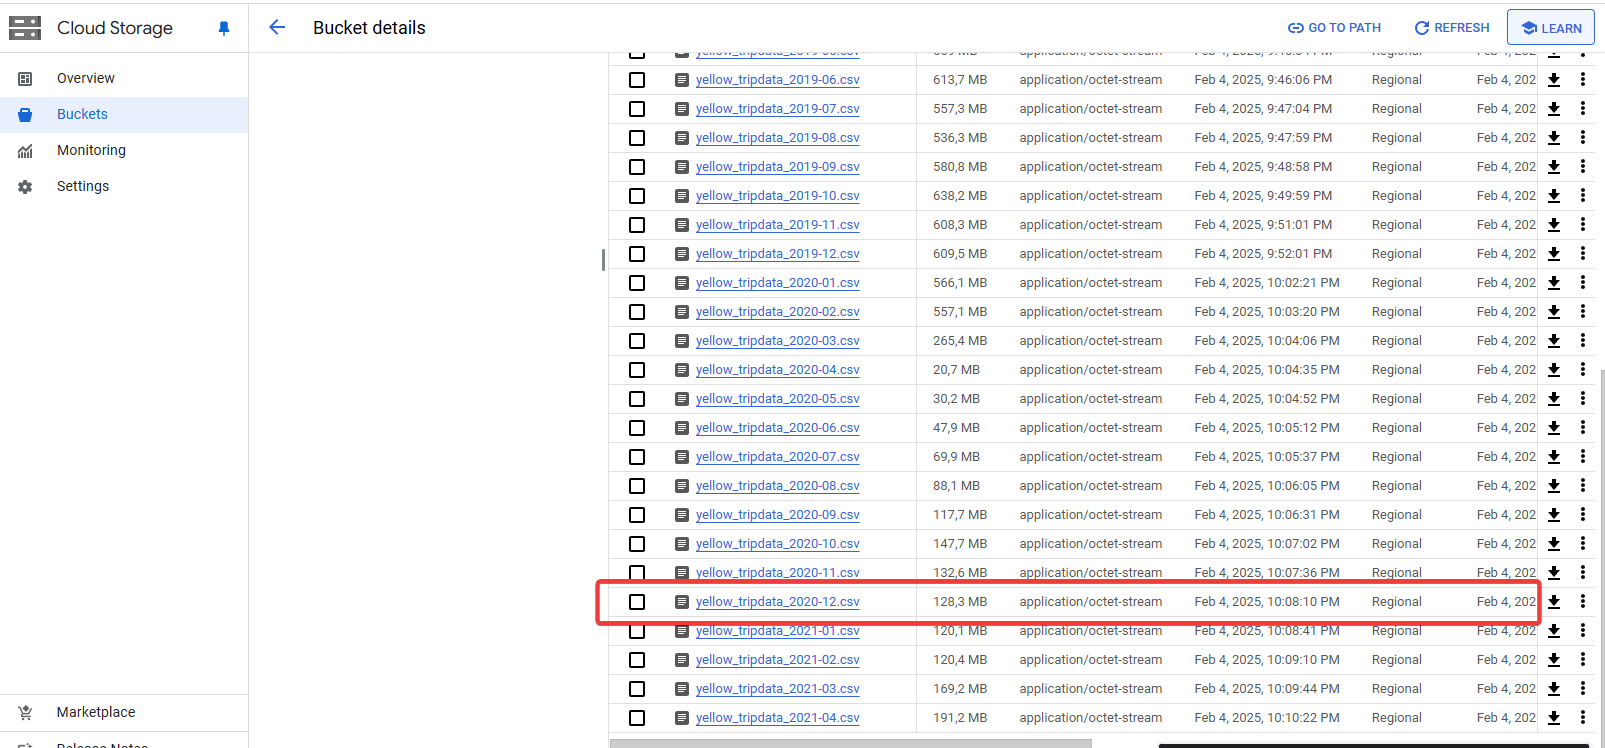 Cloud Storage
Bucket details
GO TO PATH REFRESH LEARN
Overview
Buckets
Monitoring
Settings
Marketplace
Release Notes
yellow_tripdata_2019-06.csv 613,7 MB application/octet-stream Feb 4, 2025, 9:46:06 PM Regional Feb 4, 202
yellow_tripdata_2019-07.csv 557,3 MB application/octet-stream Feb 4, 2025, 9:47:04 PM Regional Feb 4, 202
yellow_tripdata_2019-08.csv 536,3 MB application/octet-stream Feb 4, 2025, 9:47:59 PM Regional Feb 4, 202
yellow_tripdata_2019-09.csv 580,8 MB application/octet-stream Feb 4, 2025, 9:48:58 PM Regional Feb 4, 202
yellow_tripdata_2019-10.csv 638,2 MB application/octet-stream Feb 4, 2025, 9:49:59 PM Regional Feb 4, 202
yellow_tripdata_2019-11.csv 608,3 MB application/octet-stream Feb 4, 2025, 9:51:01 PM Regional Feb 4, 202
yellow_tripdata_2019-12.csv 609,5 MB application/octet-stream Feb 4, 2025, 9:52:01 PM Regional Feb 4, 202
yellow_tripdata_2020-01.csv 566,1 MB application/octet-stream Feb 4, 2025, 10:02:21 PM Regional Feb 4, 202
yellow_tripdata_2020-02.csv 557,1 MB application/octet-stream Feb 4, 2025, 10:03:20 PM Regional Feb 4, 202
yellow_tripdata_2020-03.csv 265,4 MB application/octet-stream Feb 4, 2025, 10:04:06 PM Regional Feb 4, 202
yellow_tripdata_2020-04.csv 20,7 MB application/octet-stream Feb 4, 2025, 10:04:35 PM Regional Feb 4, 202
yellow_tripdata_2020-05.csv 30,2 MB application/octet-stream Feb 4, 2025, 10:04:52 PM Regional Feb 4, 202
yellow_tripdata_2020-06.csv 47,9 MB application/octet-stream Feb 4, 2025, 10:05:12 PM Regional Feb 4, 202
yellow_tripdata_2020-07.csv 69,9 MB application/octet-stream Feb 4, 2025, 10:05:37 PM Regional Feb 4, 202
yellow_tripdata_2020-08.csv 88,1 MB application/octet-stream Feb 4, 2025, 10:06:05 PM Regional Feb 4, 202
yellow_tripdata_2020-09.csv 117,7 MB application/octet-stream Feb 4, 2025, 10:06:31 PM Regional Feb 4, 202
yellow_tripdata_2020-10.csv 147,7 MB application/octet-stream Feb 4, 2025, 10:07:02 PM Regional Feb 4, 202
yellow_tripdata_2020-11.csv 132,6 MB application/octet-stream Feb 4, 2025, 10:07:36 PM Regional Feb 4, 202
yellow_tripdata_2020-12.csv 128,3 MB application/octet-stream Feb 4, 2025, 10:08:10 PM Regional Feb 4, 202
yellow_tripdata_2021-01.csv 120,1 MB application/octet-stream Feb 4, 2025, 10:08:41 PM Regional Feb 4, 202
yellow_tripdata_2021-02.csv 120,4 MB application/octet-stream Feb 4, 2025, 10:09:10 PM Regional Feb 4, 202
yellow_tripdata_2021-03.csv 169,2 MB application/octet-stream Feb 4, 2025, 10:09:44 PM Regional Feb 4, 202
yellow_tripdata_2021-04.csv 191,2 MB application/octet-stream Feb 4, 2025, 10:10:22 PM Regional Feb 4, 202